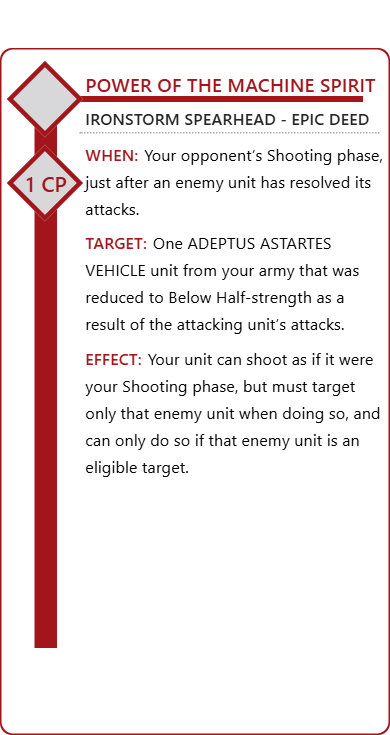 POWER OF THE MACHINE SPIRIT
IRONSTORM SPEARHEAD - EPIC DEED
1 CP
WHEN: Your opponent's Shooting phase,
just after an enemy unit has resolved its
attacks.
TARGET: One ADEPTUS ASTARTES
VEHICLE unit from your army that was
reduced to Below Half-strength as a
result of the attacking unit's attacks.
EFFECT: Your unit can shoot as if it were
your Shooting phase, but must target
only that enemy unit when doing so, and
can only do so if that enemy unit is an
eligible target.